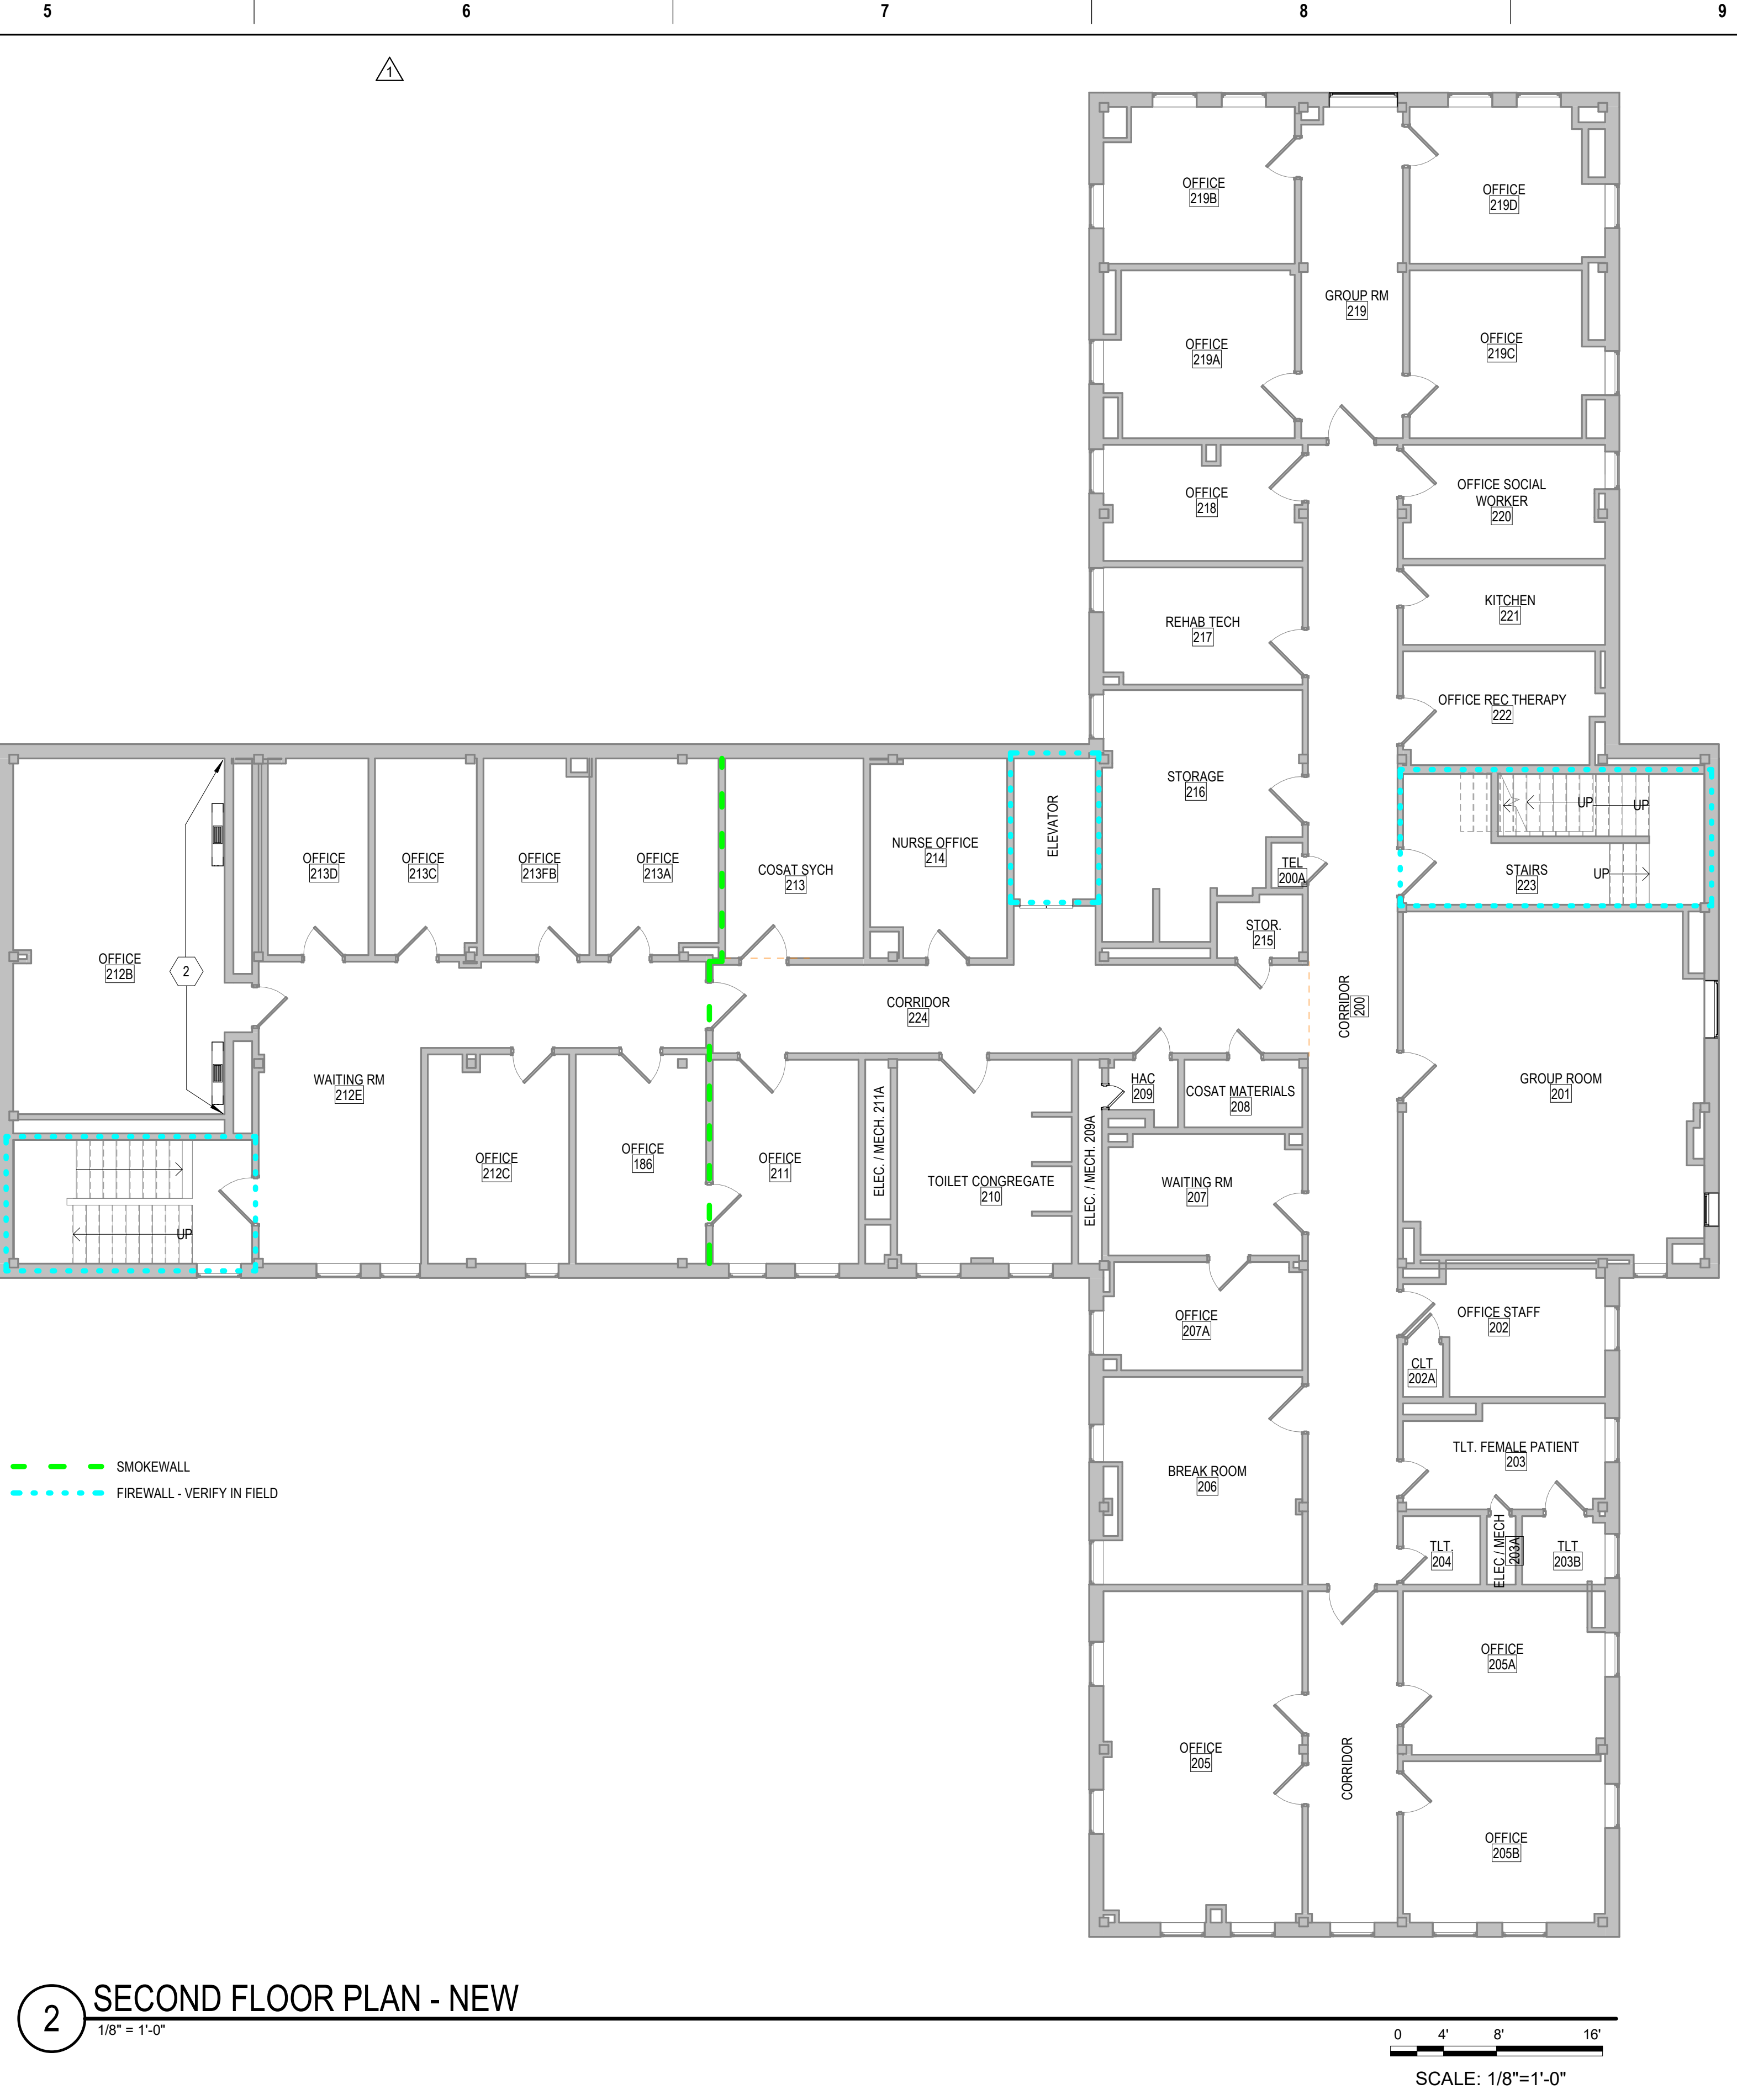 5 6 7 8 9
1
OFFICE
219B
OFFICE
219D
GROUP RM
219
OFFICE
219A
OFFICE
219C
OFFICE
218
OFFICE SOCIAL
WORKER
220
REHAB TECH
217
KITCHEN
221
OFFICE REC THERAPY
222
STORAGE
216
UP
UP
UP
STAIRS
223
ELEVATOR
NURSE OFFICE
214
COSAT SYCH
213
OFFICE
213A
OFFICE
213FB
OFFICE
213C
OFFICE
213D
TEL
200A
STOR.
215
OFFICE
212B
2
CORRIDOR
224
CORRIDOR
200
WAITING RM
212E
HAC
209
COSAT MATERIALS
208
GROUP ROOM
201
OFFICE
212C
OFFICE
186
OFFICE
211
ELEC. / MECH. 211A
TOILET CONGREGATE
210
ELEC. / MECH. 209A
WAITING RM
207
UP
OFFICE
207A
OFFICE STAFF
202
CLT
202A
BREAK ROOM
206
TLT. FEMALE PATIENT
203
TLT.
204
ELEC / MECH
203A
TLT
203B
SMOKEWALL
FIREWALL - VERIFY IN FIELD
OFFICE
205A
OFFICE
205
CORRIDOR
OFFICE
205B
2
SECOND FLOOR PLAN - NEW
1/8" = 1'-0"
0 4' 8' 16'
SCALE: 1/8"=1'-0"